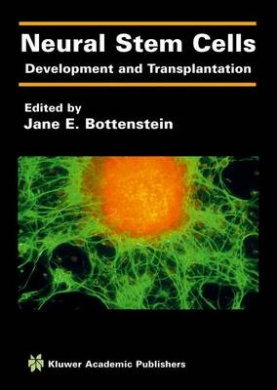 Neural Stem Cells
Development and Transplantation
Edited by
Jane E. Bottenstein
Kluwer Academic Publishers